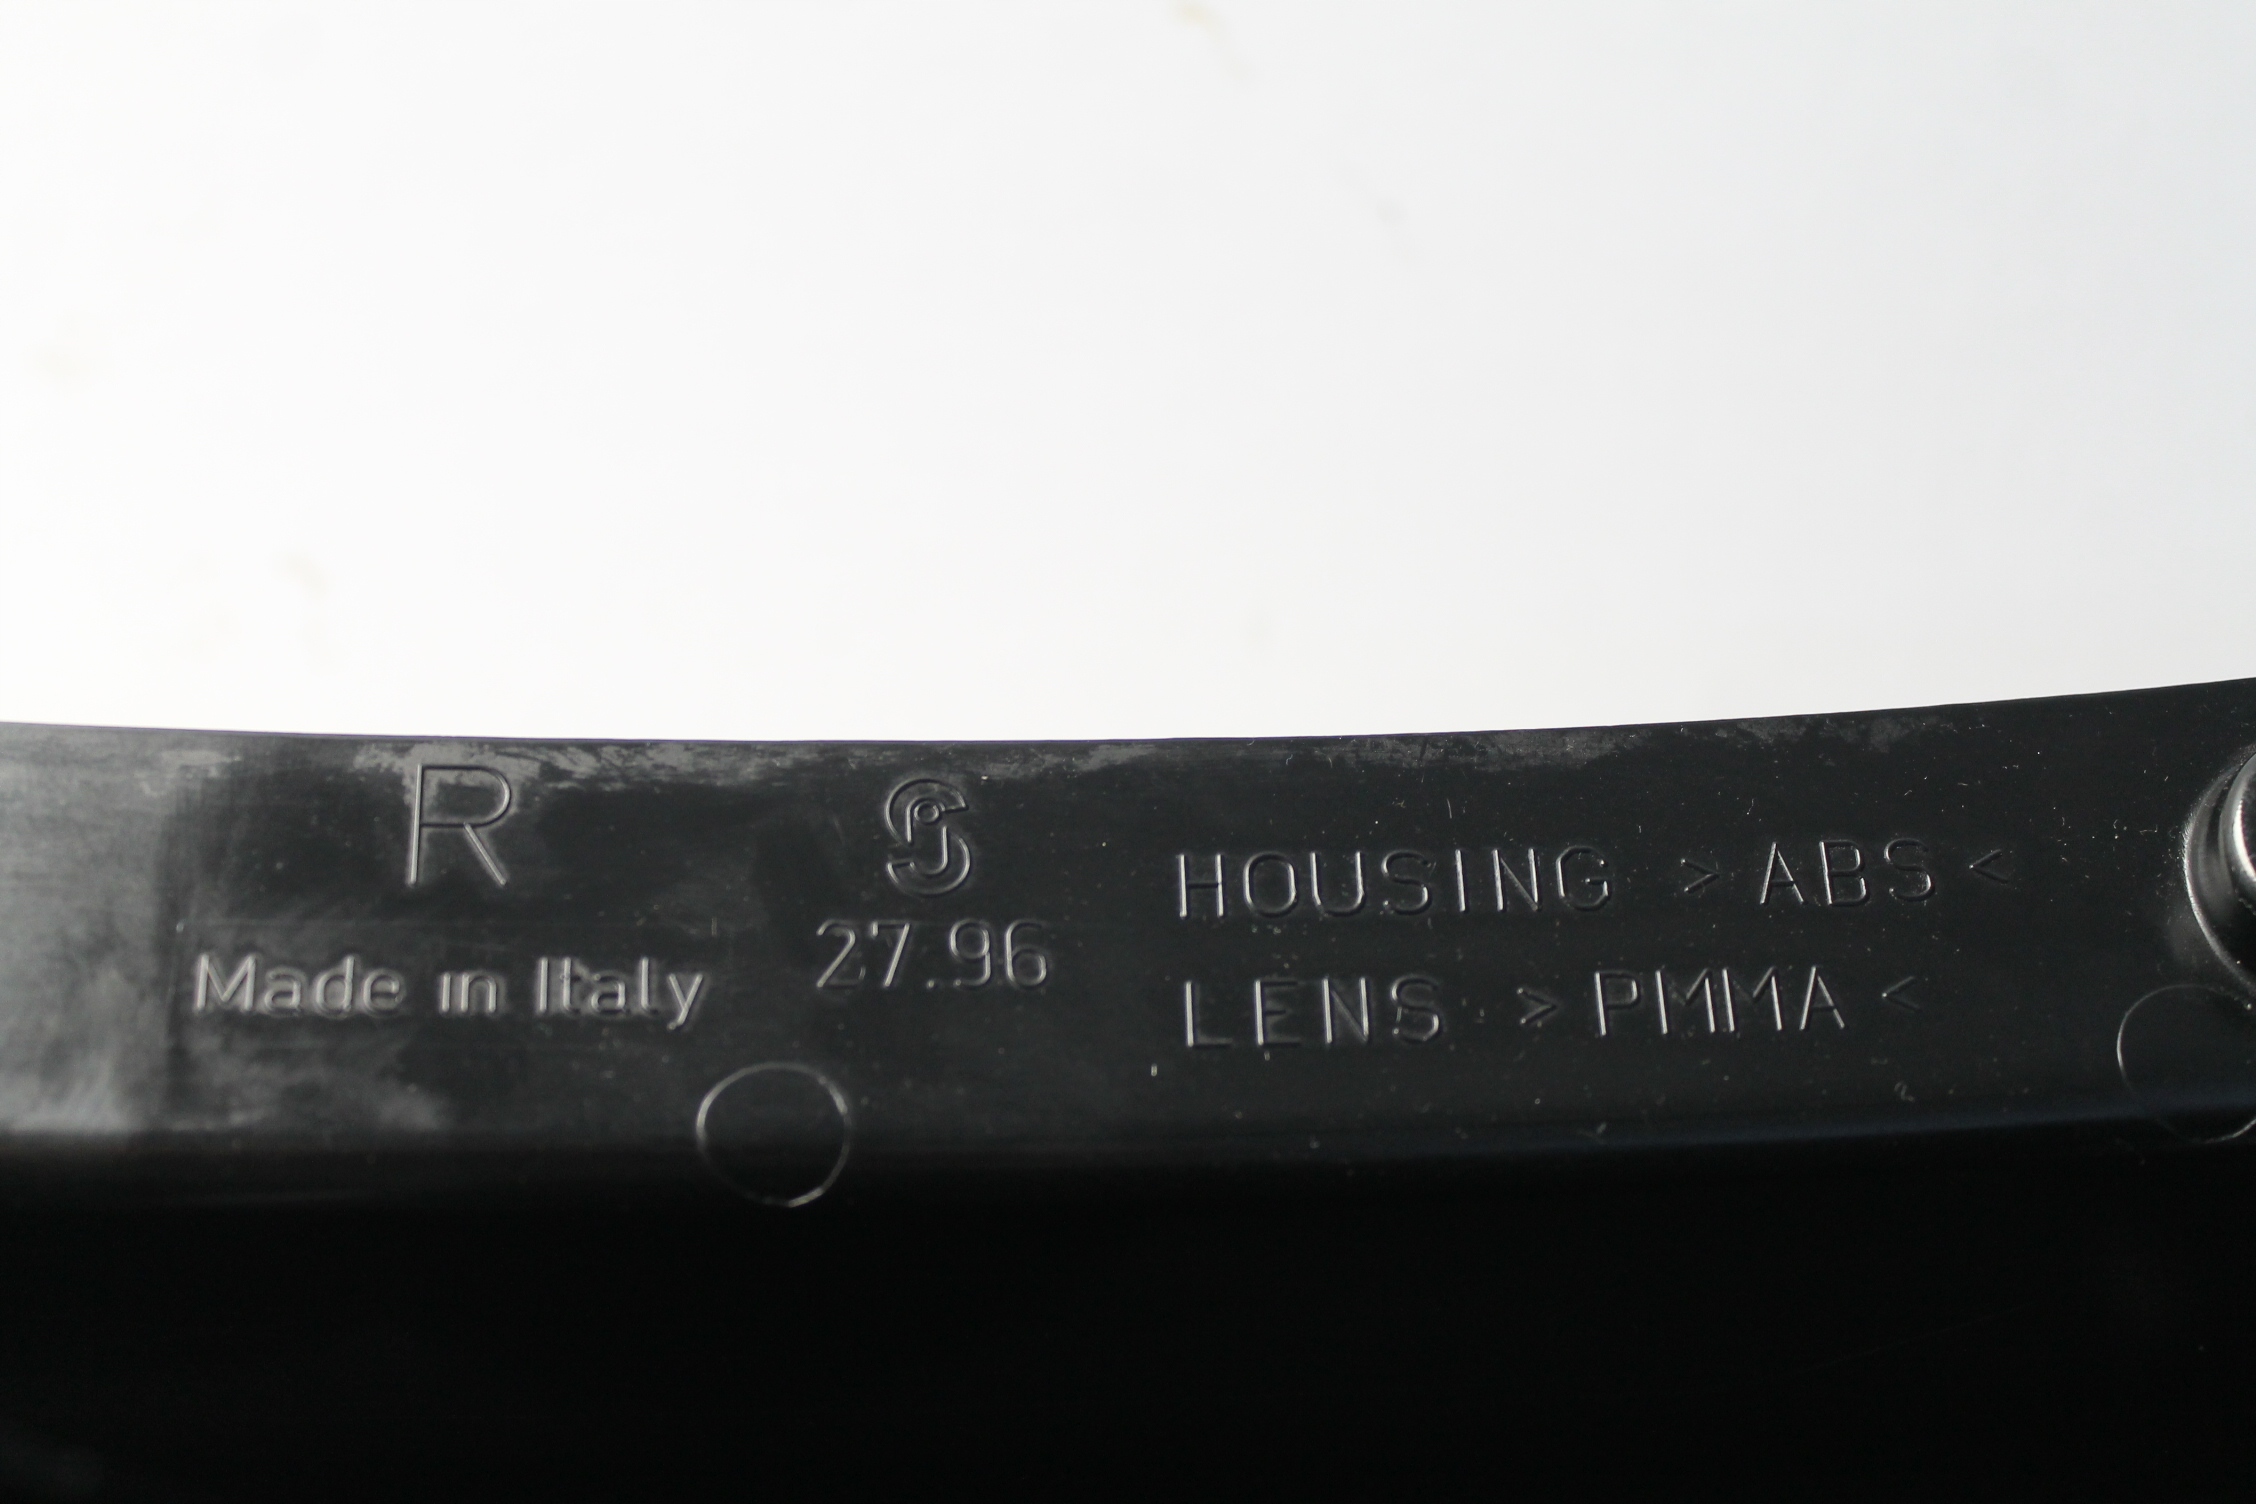 R
Made in Italy
27.96
HOUSING >ABS<
LENS >PMMA<